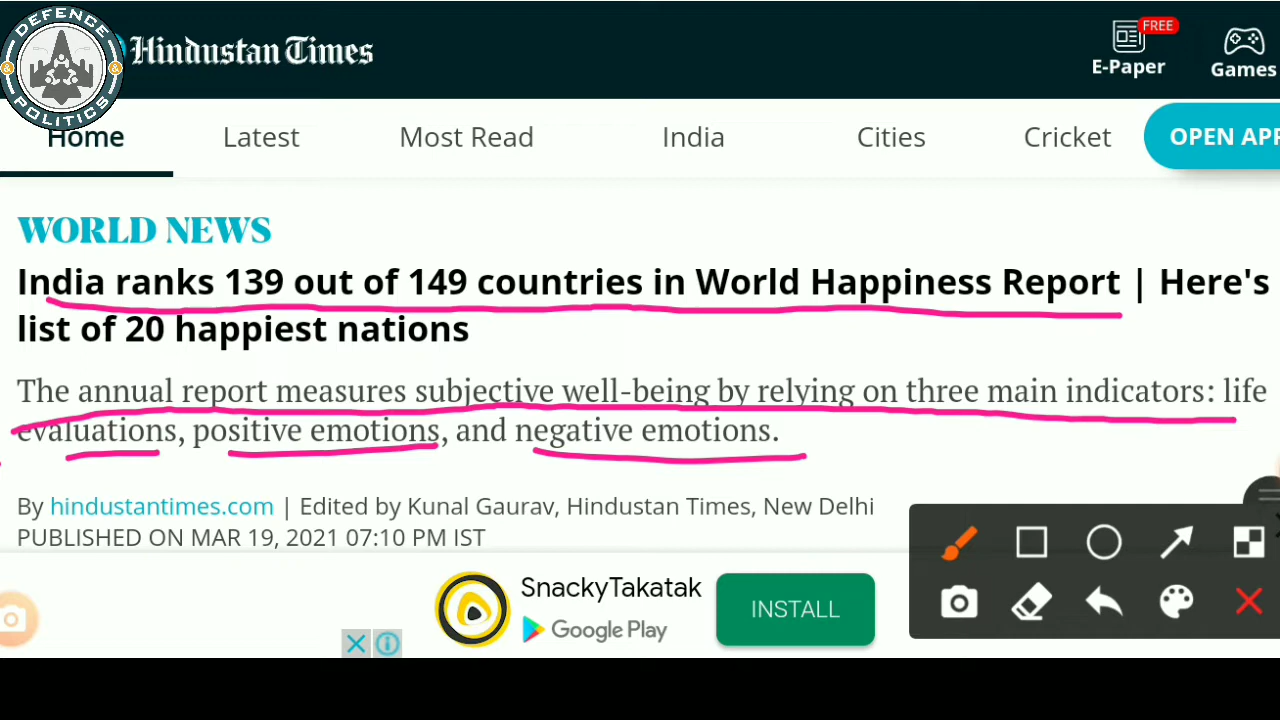 DEFENCE & POLITICS
Hindustan Times
FREE
E-Paper
Games
Home
Latest
Most Read
India
Cities
Cricket
OPEN APP
WORLD NEWS
India ranks 139 out of 149 countries in World Happiness Report | Here's
list of 20 happiest nations
The annual report measures subjective well-being by relying on three main indicators: life
evaluations, positive emotions, and negative emotions.
By hindustantimes.com | Edited by Kunal Gaurav, Hindustan Times, New Delhi
PUBLISHED ON MAR 19, 2021 07:10 PM IST
SnackyTakatak
Google Play
INSTALL